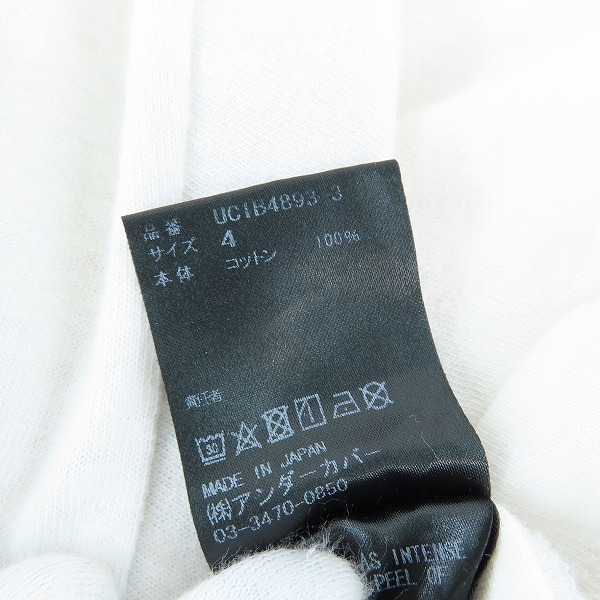 品番 UC1B4893-3
サイズ 4
本体 コットン 100%
責任者
30
MADE IN JAPAN
(株)アンダーカバー
03-3470-0850
AS INTENSE
PEEL OF